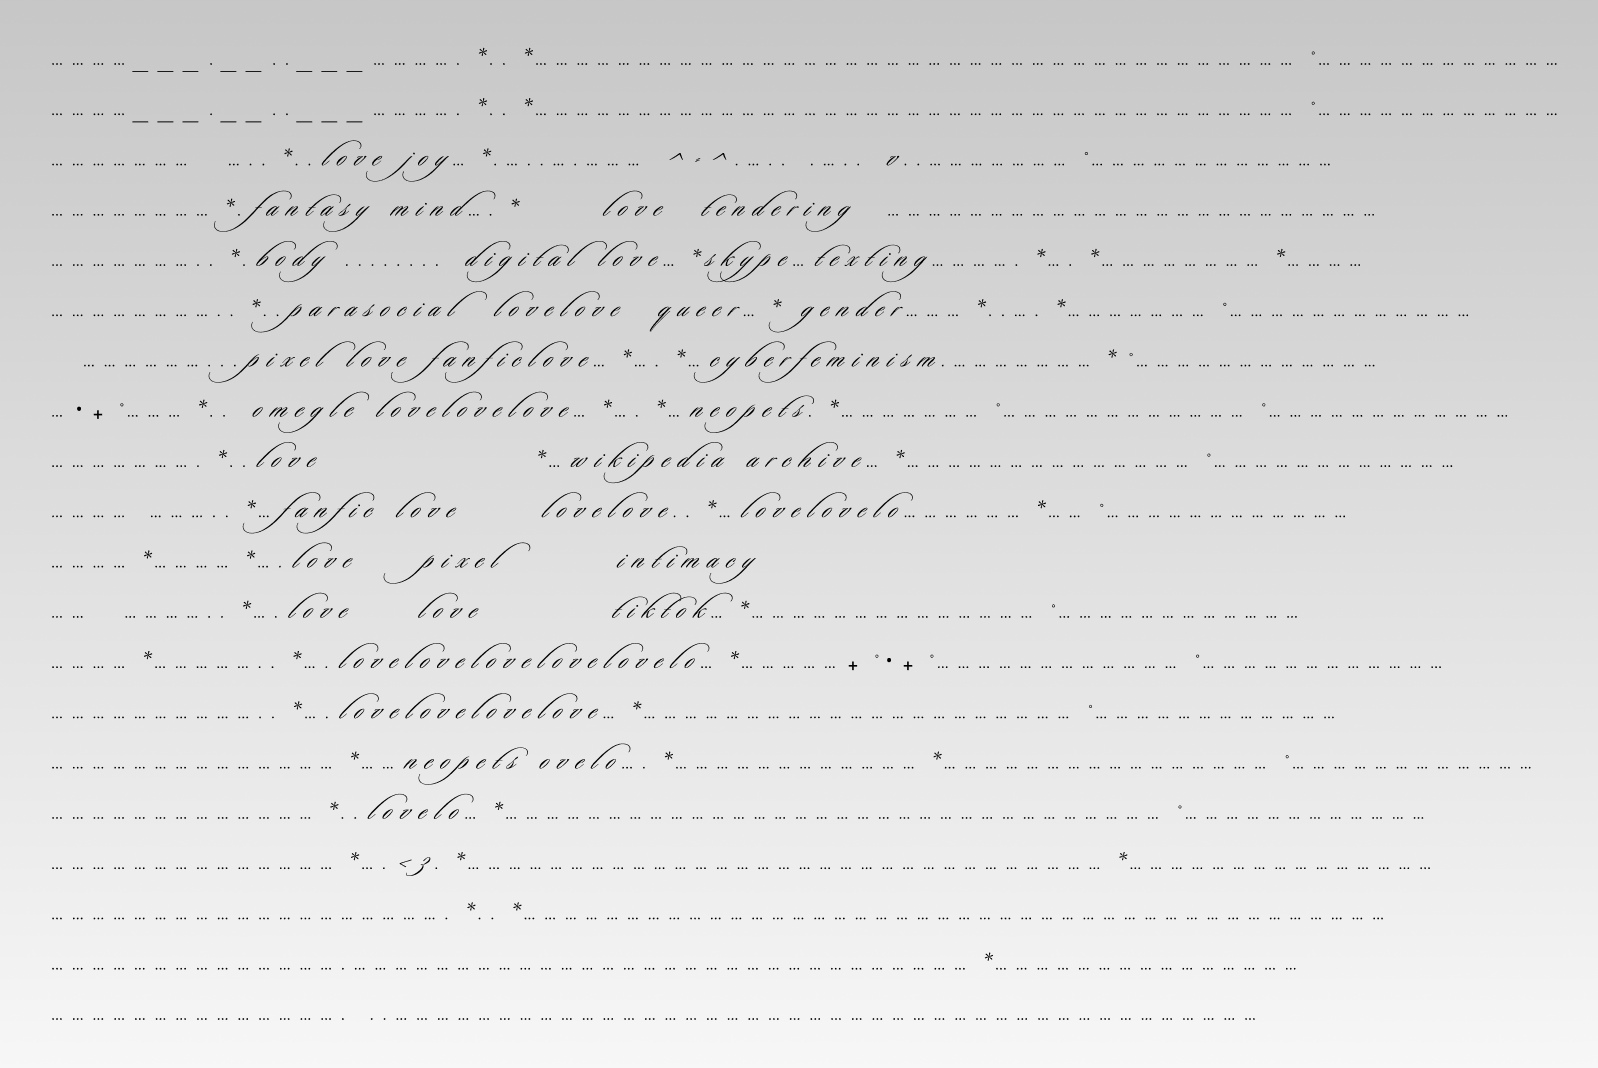 … … … … _ _ _ . _ _ . . _ _ _ … … … … . * . . * … … … … … … … … … … … … … … … … … … … … … … … … … … … … … … … … … … … … … ° … … … … … … … … … … … …
… … … … _ _ _ . _ _ . . _ _ _ … … … … . * . . * … … … … … … … … … … … … … … … … … … … … … … … … … … … … … … … … … … … … … ° … … … … … … … … … … … …
… … … … … … … … . . * . . love joy … * . … . . … . … … … ^ . ^ . … . . . … . . v . . … … … … … … … ° … … … … … … … … … … … …
… … … … … … … … * . fantasy mind … . * love tendering … … … … … … … … … … … … … … … … … … … … … … … …
… … … … … … … . . * . body . . . . . . . . digital love … * skype … texting … … … … . * … . * … … … … … … … … * … … … …
… … … … … … … … . . * . . parasocial lovelove queer … * gender … … … * . . … . * … … … … … … … ° … … … … … … … … … … … …
… … … … … … . . . pixel love fanficlove … * … . * … cyberfeminism . … … … … … … … * ° … … … … … … … … … … … …
… • + ° … … … * . . omegle lovelovelove … * … . * … neopets . * … … … … … … … ° … … … … … … … … … … … … ° … … … … … … … … … … … …
… … … … … … … . * . . love * … wikipedia archive … * … … … … … … … … … … … … … … ° … … … … … … … … … … … …
… … … … … … … . . * … fanfic love lovelove . . * … lovelovelo … … … … … … * … … ° … … … … … … … … … … … …
… … … … * … … … … * … . love pixel intimacy
… … … … … … . . * … . love love tiktok … * … … … … … … … … … … … … … … ° … … … … … … … … … … … …
… … … … * … … … … … . . * … . lovelovelovelovelovelo … * … … … … … + ° • + ° … … … … … … … … … … … … ° … … … … … … … … … … … …
… … … … … … … … … … . . * … . lovelovelovelove … * … … … … … … … … … … … … … … … … … … … … … ° … … … … … … … … … … … …
… … … … … … … … … … … … … … * … … neopets ovelo … . * … … … … … … … … … … … … * … … … … … … … … … … … … … … … … ° … … … … … … … … … … … …
… … … … … … … … … … … … … * . . lovelo … * … … … … … … … … … … … … … … … … … … … … … … … … … … … … … … … … ° … … … … … … … … … … … …
… … … … … … … … … … … … … … * … . <3 . * … … … … … … … … … … … … … … … … … … … … … … … … … … … … … … … * … … … … … … … … … … … … … … …
… … … … … … … … … … … … … … … … … … … . * . . * … … … … … … … … … … … … … … … … … … … … … … … … … … … … … … … … … … … … … … … … … …
… … … … … … … … … … … … … … . … … … … … … … … … … … … … … … … … … … … … … … … … … … … … … * … … … … … … … … … … … … … … …
… … … … … … … … … … … … … … . . . … … … … … … … … … … … … … … … … … … … … … … … … … … … … … … … … … … … … … … … … … …